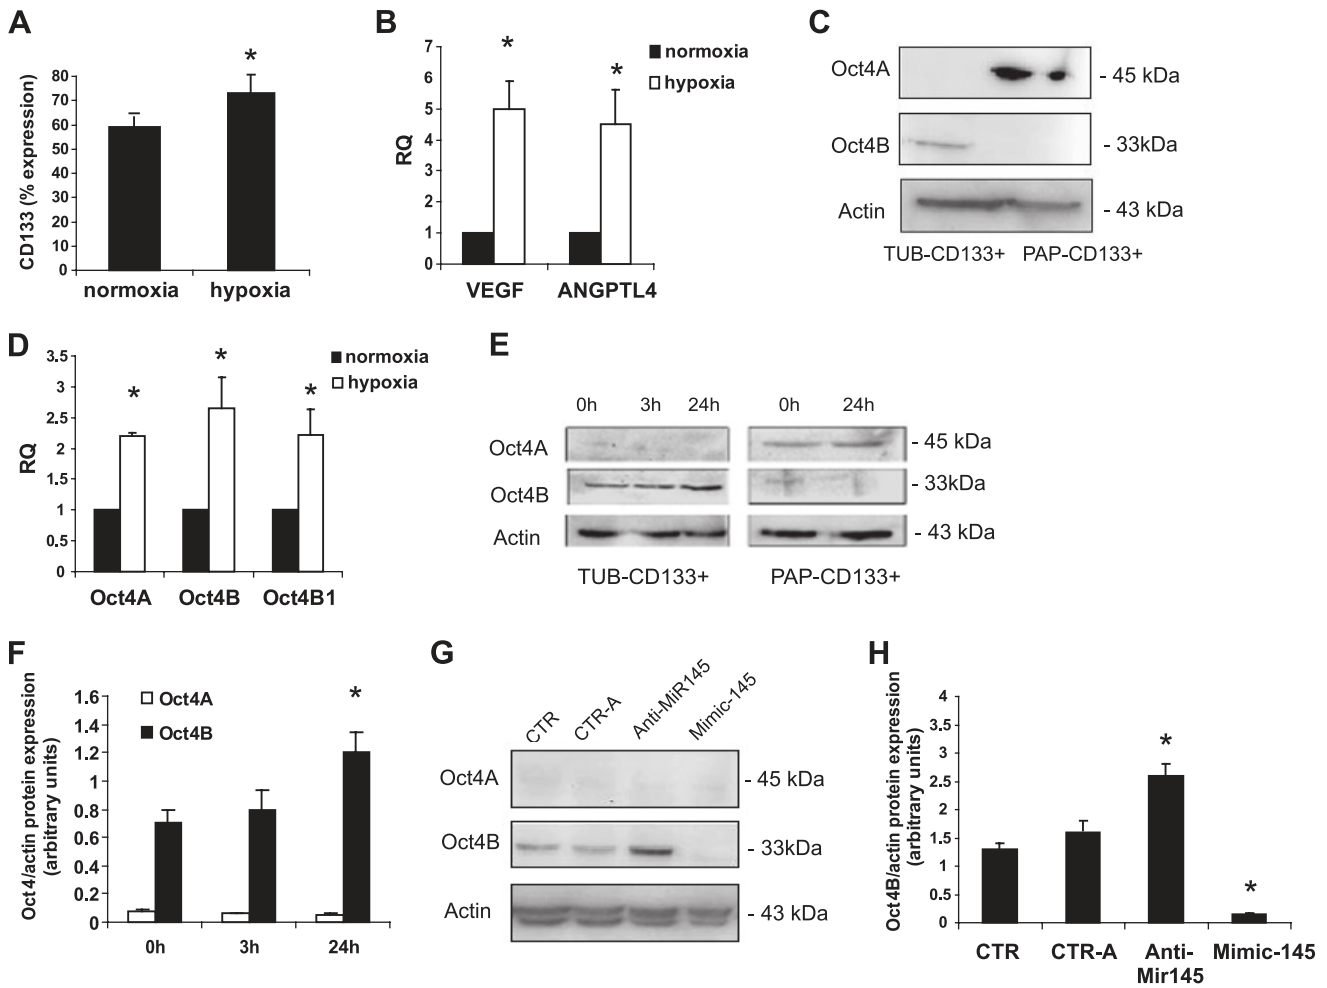 A
CD133 (% expression)
80
70
60
50
40
30
20
10
0
*
normoxia hypoxia
B
RQ
7
6
5
4
3
2
1
0
* *
normoxia
hypoxia
VEGF ANGPTL4
C
Oct4A - 45 kDa
Oct4B - 33kDa
Actin - 43 kDa
TUB-CD133+ PAP-CD133+
D
RQ
3.5
3
2.5
2
1.5
1
0.5
0
* * *
normoxia
hypoxia
Oct4A Oct4B Oct4B1
E
0h 3h 24h 0h 24h
Oct4A - 45 kDa
Oct4B - 33kDa
Actin - 43 kDa
TUB-CD133+ PAP-CD133+
F
Oct4/actin protein expression
(arbitrary units)
1.6
1.4
1.2
1
0.8
0.6
0.4
0.2
0
Oct4A
Oct4B
*
0h 3h 24h
G
CTR CTR-A Anti-MiR145 Mimic-145
Oct4A - 45 kDa
Oct4B - 33kDa
Actin - 43 kDa
H
Oct4B/actin protein expression
(arbitrary units)
4
3.5
3
2.5
2
1.5
1
0.5
0
* *
CTR CTR-A Anti- Mimic-145
Mir145